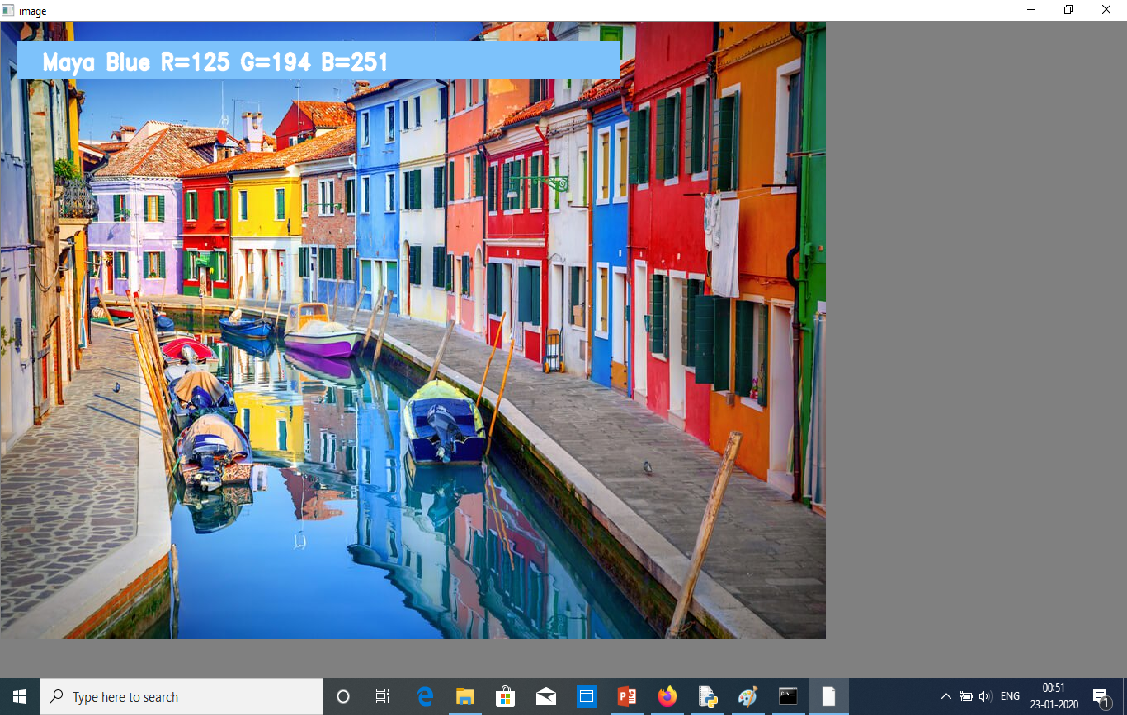 image
Maya Blue R=125 G=194 B=251
Type here to search
ENG
00:51
23-01-2020
1